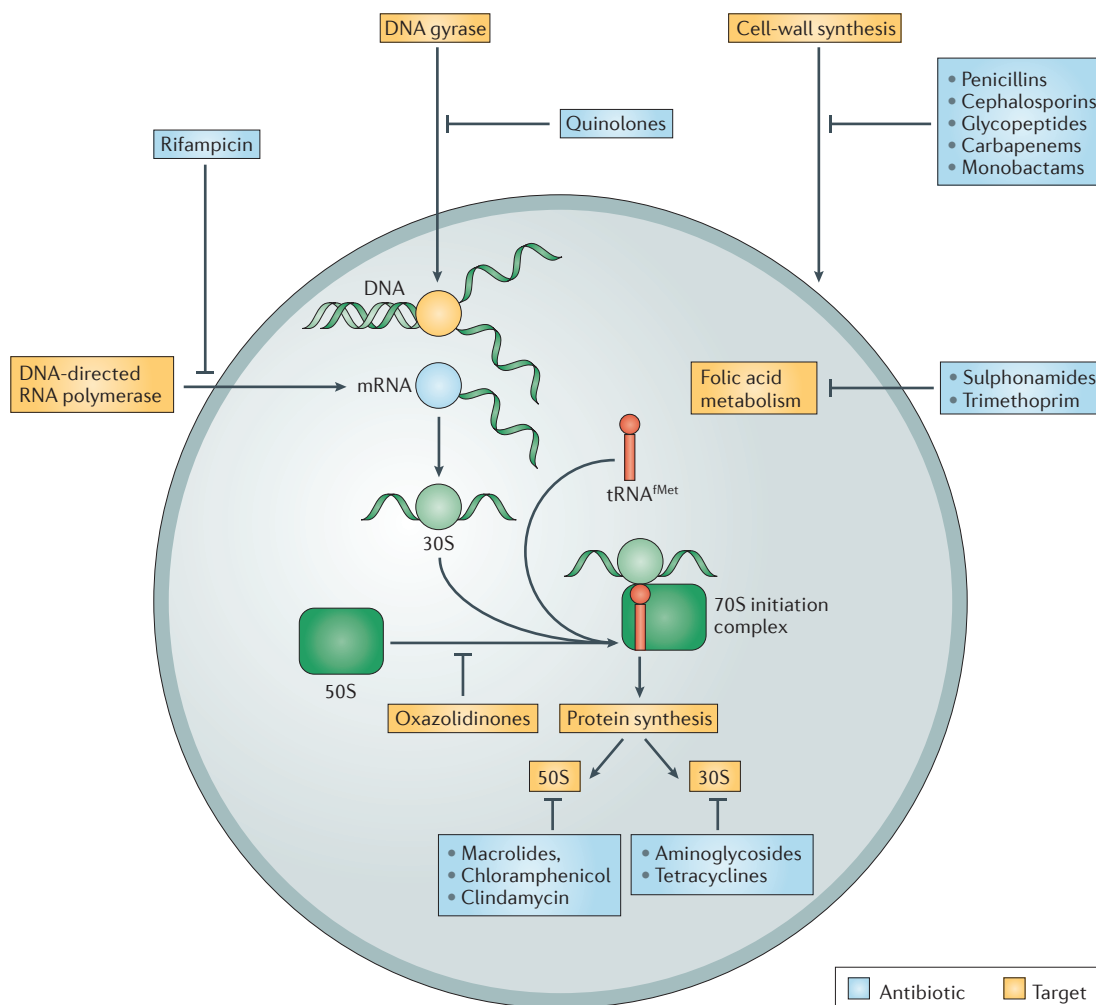 DNA gyrase
Cell-wall synthesis
• Penicillins
• Cephalosporins
• Glycopeptides
• Carbapenems
• Monobactams
Quinolones
Rifampicin
DNA
DNA-directed
RNA polymerase
mRNA
Folic acid
metabolism
• Sulphonamides
• Trimethoprim
tRNAfMet
30S
70S initiation
complex
50S
Oxazolidinones
Protein synthesis
50S
30S
• Macrolides,
• Chloramphenicol
• Clindamycin
• Aminoglycosides
• Tetracyclines
Antibiotic
Target